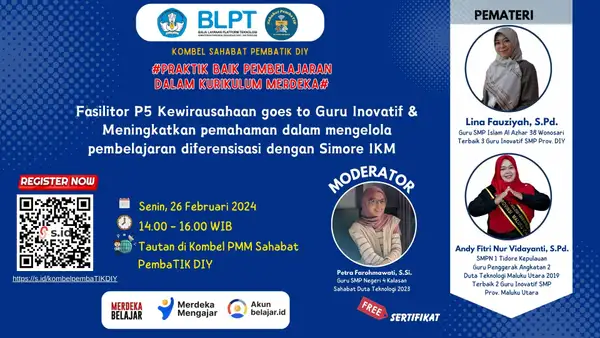 BLPT
BALAI LAYANAN PLATFORM TEKNOLOGI
KOMBEL SAHABAT PEMBATIK DIY
#PRAKTIK BAIK PEMBELAJARAN
DALAM KURIKULUM MERDEKA#
Fasilitor P5 Kewirausahaan goes to Guru Inovatif &
Meningkatkan pemahaman dalam mengelola
pembelajaran diferensisasi dengan Simore IKM
REGISTER NOW
s.id
https://s.id/kombelpembaTIKDIY
Senin, 26 Februari 2024
14.00 - 16.00 WIB
Tautan di Kombel PMM Sahabat
PembaTIK DIY
MERDEKA
BELAJAR
Merdeka
Mengajar
Akun
belajar.id
MODERATOR
Petra Farohmawati, S.Si.
Guru SMP Negeri 4 Kalasan
Sahabat Duta Teknologi 2023
FREE
SERTIFIKAT
PEMATERI
Lina Fauziyah, S.Pd.
Guru SMP Islam Al Azhar 38 Wonosari
Terbaik 3 Guru Inovatif SMP Prov. DIY
Andy Fitri Nur Vidayanti, S.Pd.
SMPN 1 Tidore Kepulauan
Guru Penggerak Angkatan 2
Duta Teknologi Maluku Utara 2019
Terbaik 2 Guru Inovatif SMP
Prov. Maluku Utara